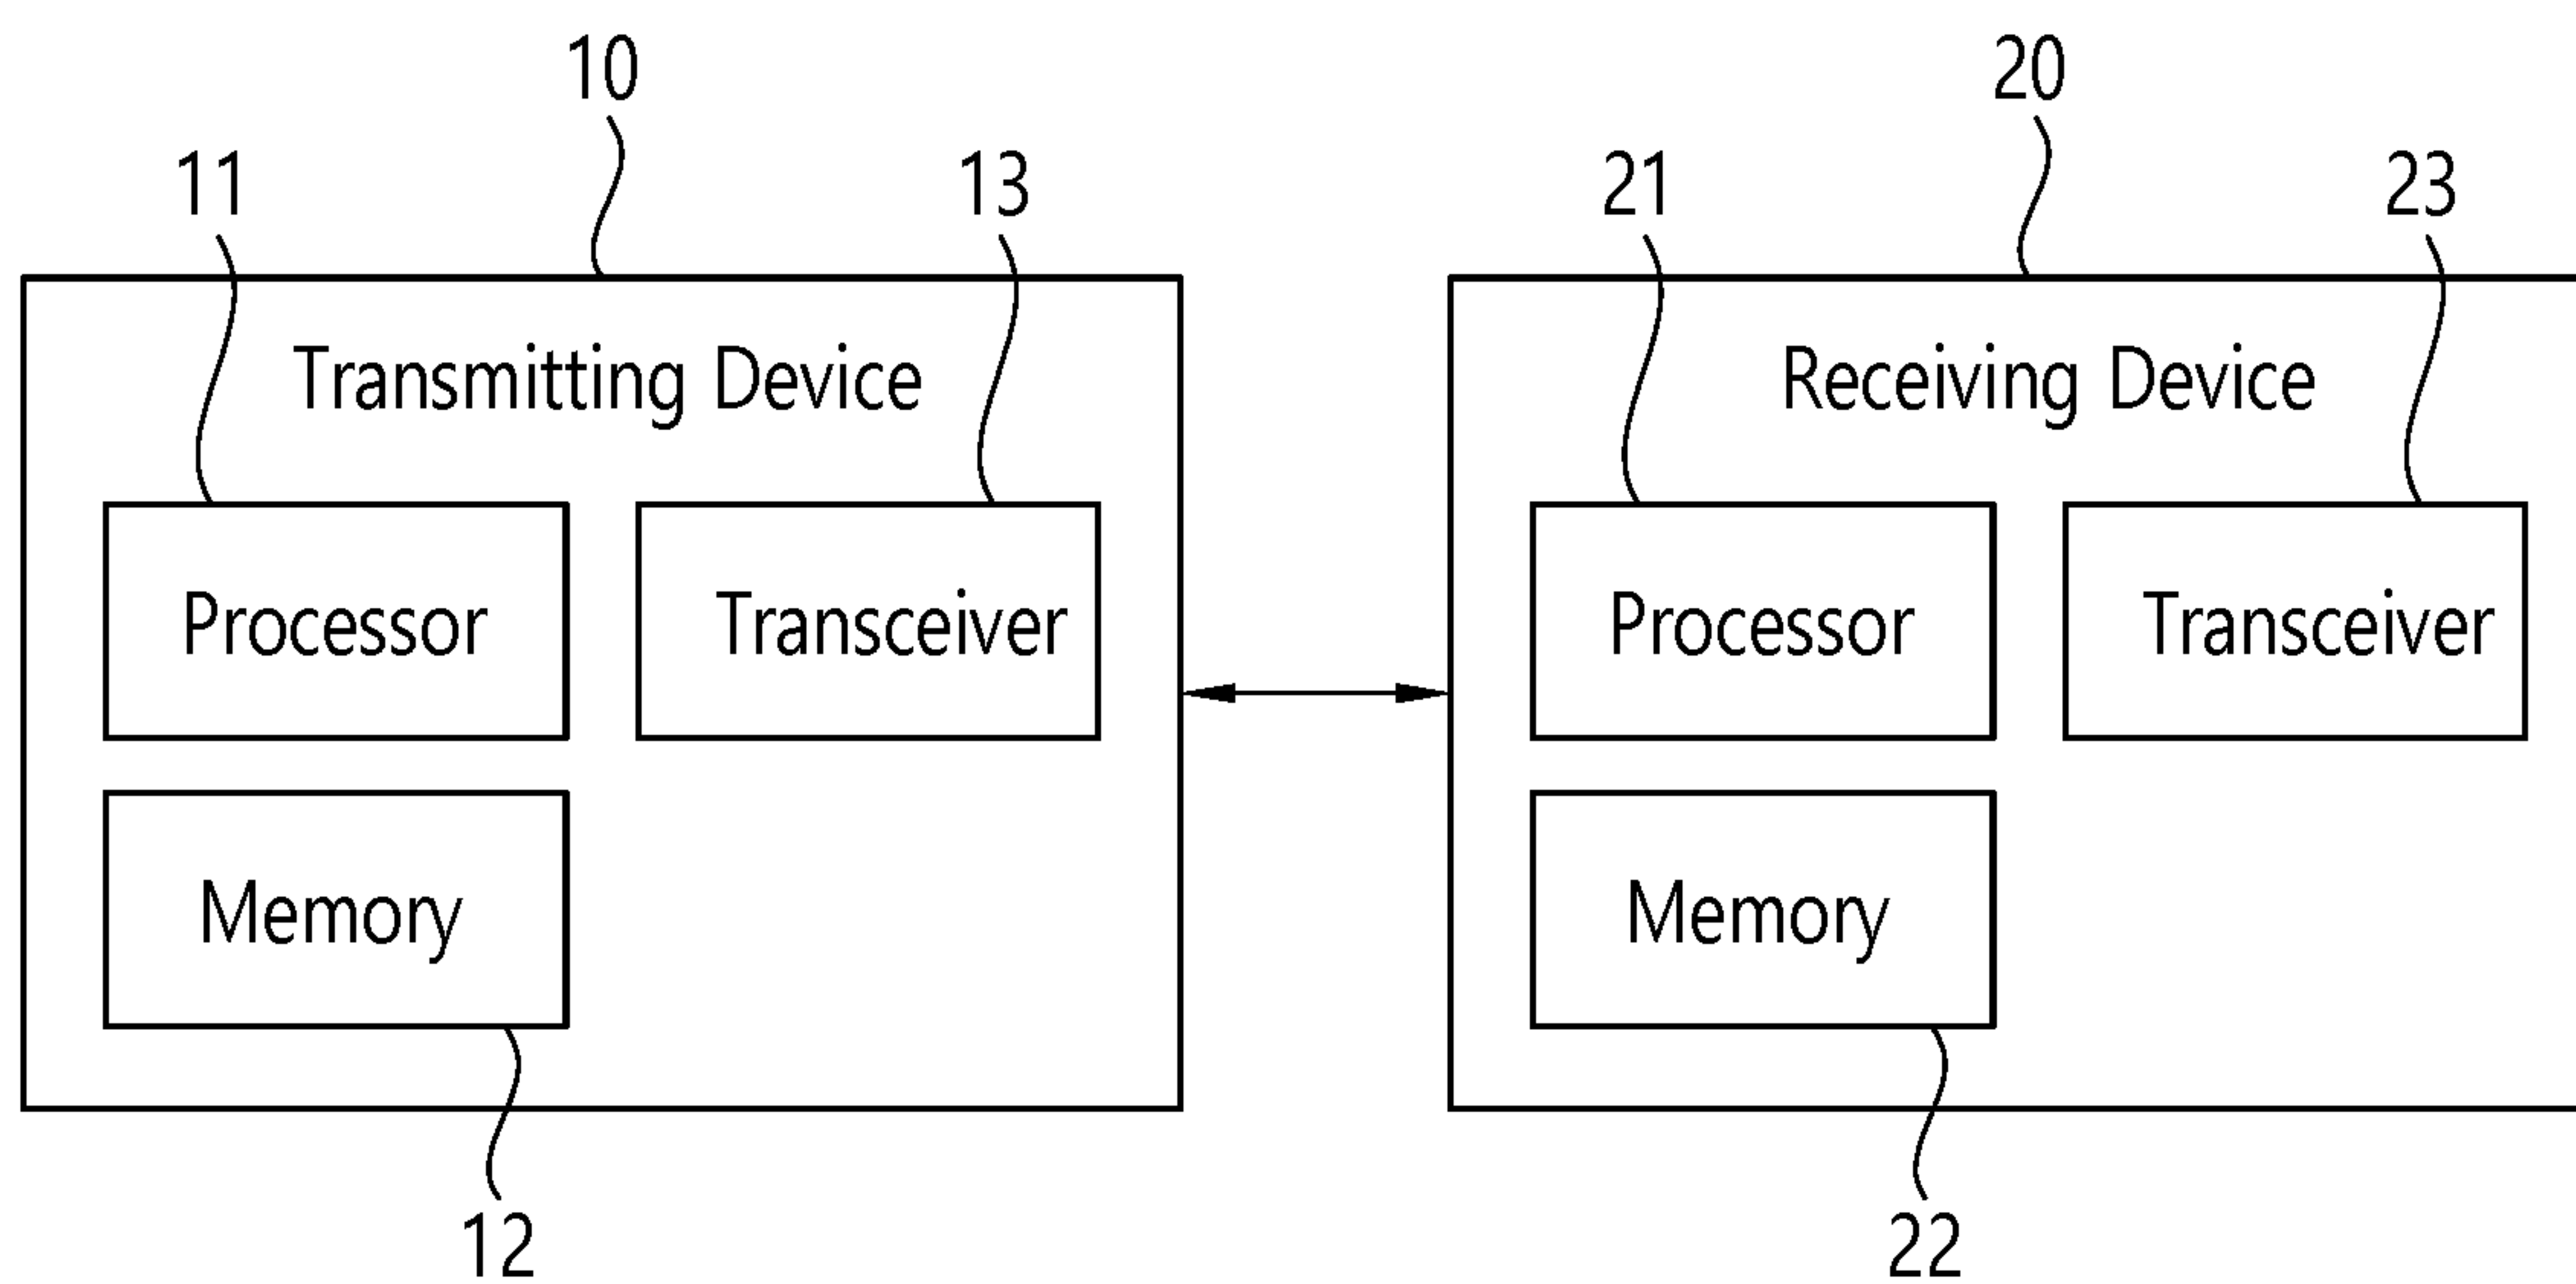 10
20
11
13
21
23
Transmitting Device
Receiving Device
Processor
Transceiver
Processor
Transceiver
Memory
Memory
12
22